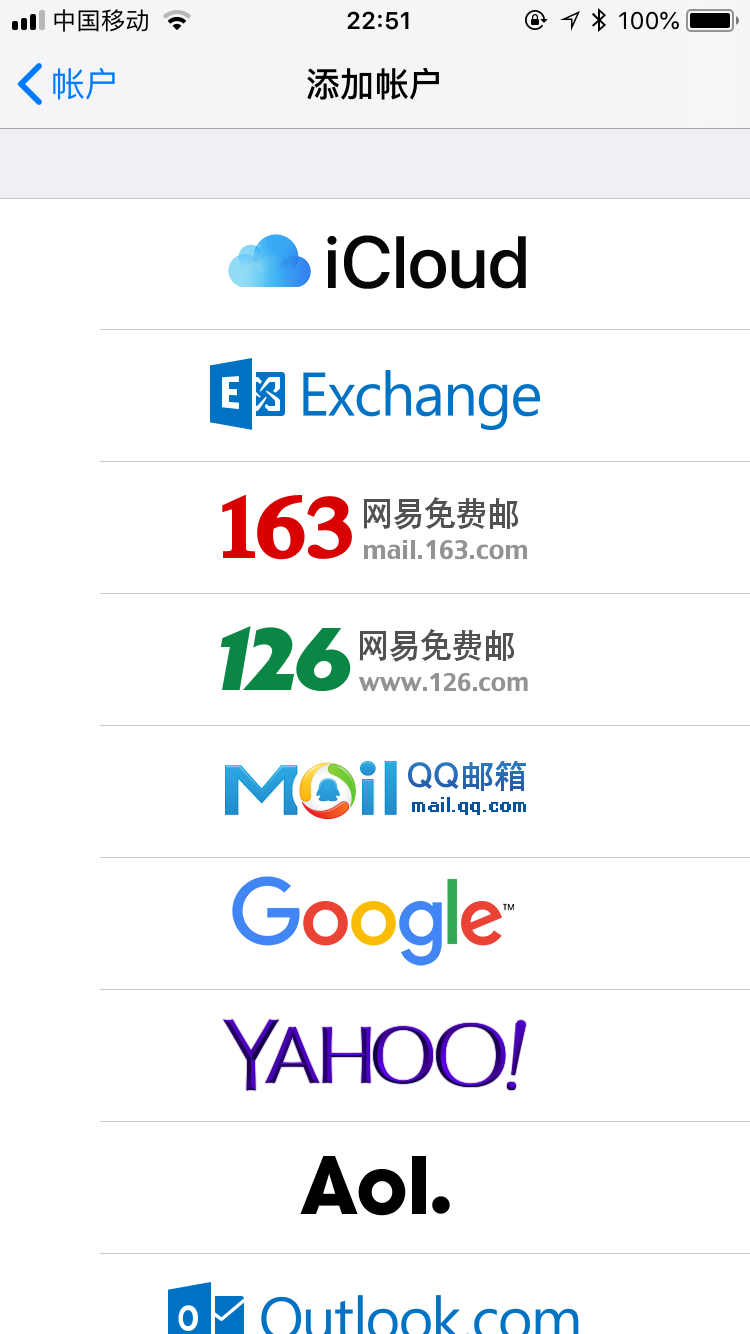 中国移动 22:51 100%
帐户 添加帐户
iCloud
E Exchange
163 网易免费邮
mail.163.com
126 网易免费邮
www.126.com
Mail QQ邮箱
mail.qq.com
Google™
YAHOO!
Aol.
o Outlook.com